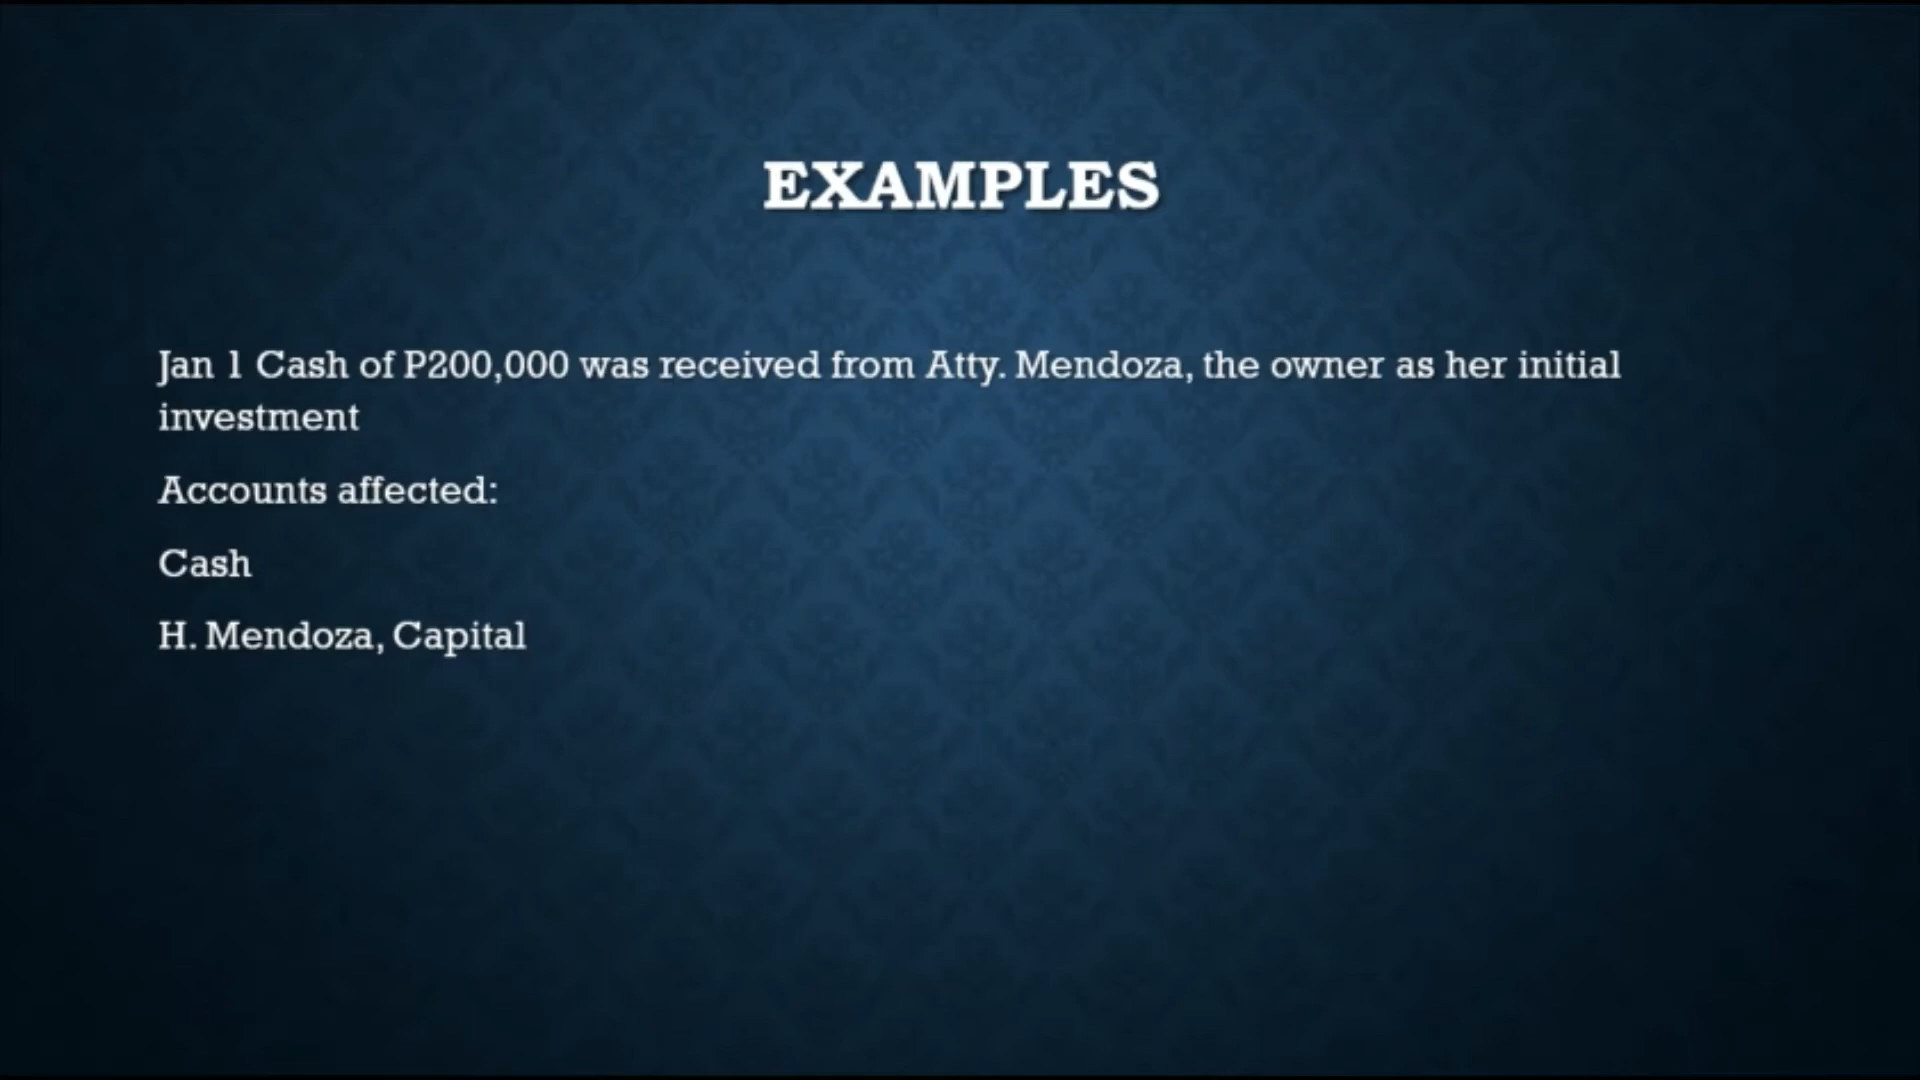 EXAMPLES
Jan 1 Cash of P200,000 was received from Atty. Mendoza, the owner as her initial
investment
Accounts affected:
Cash
H. Mendoza, Capital